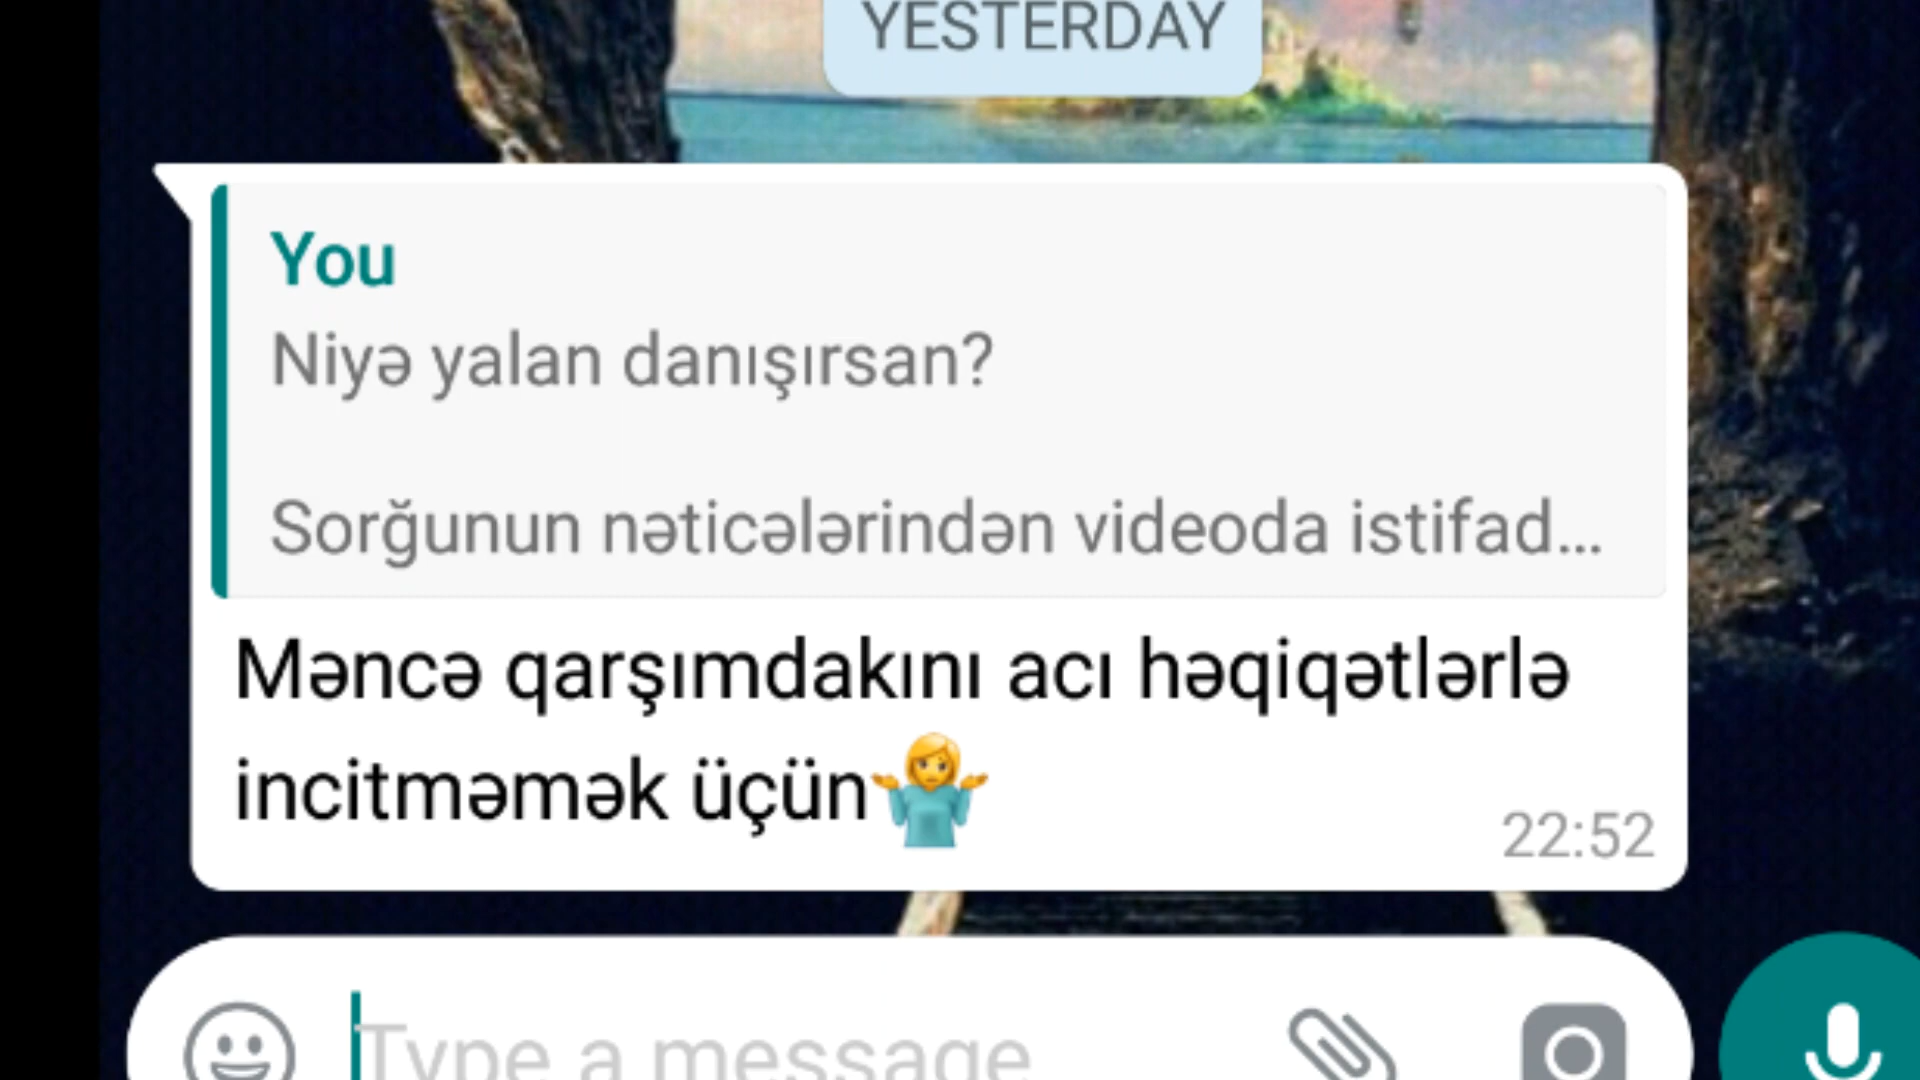 YESTERDAY
You
Niyə yalan danışırsan?
Sorğunun nəticələrindən videoda istifad...
Məncə qarşımdakını acı həqiqətlərlə
incitməmək üçün🤷‍♀️
22:52
Type a message